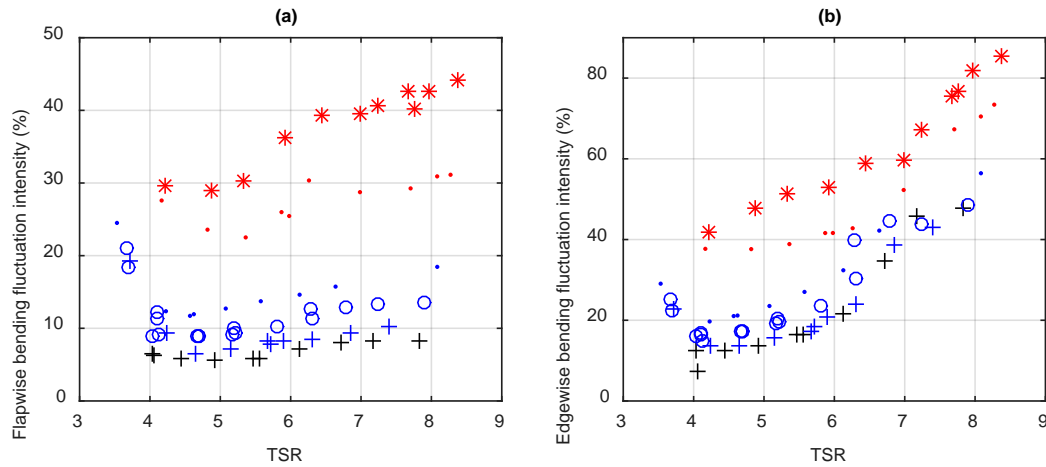 (a)
Flapwise bending fluctuation intensity (%)
50
40
30
20
10
0
3 4 5 6 7 8 9
TSR
(b)
Edgewise bending fluctuation intensity (%)
80
60
40
20
0
3 4 5 6 7 8 9
TSR